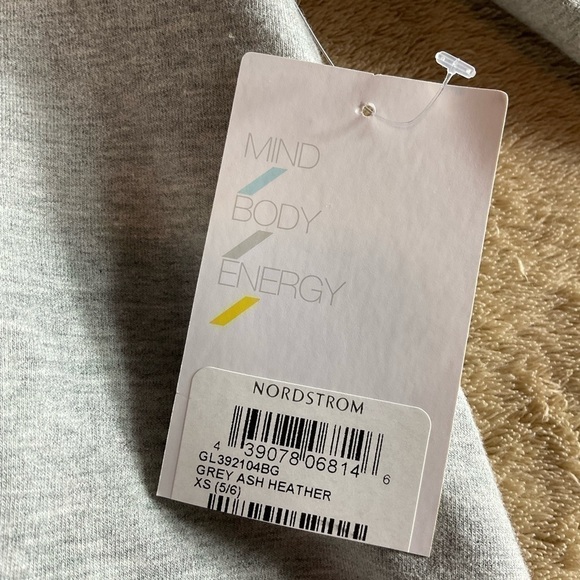 MIND
BODY
ENERGY
NORDSTROM
4 39078 06814 6
GL392104BG
GREY ASH HEATHER
XS (5/6)